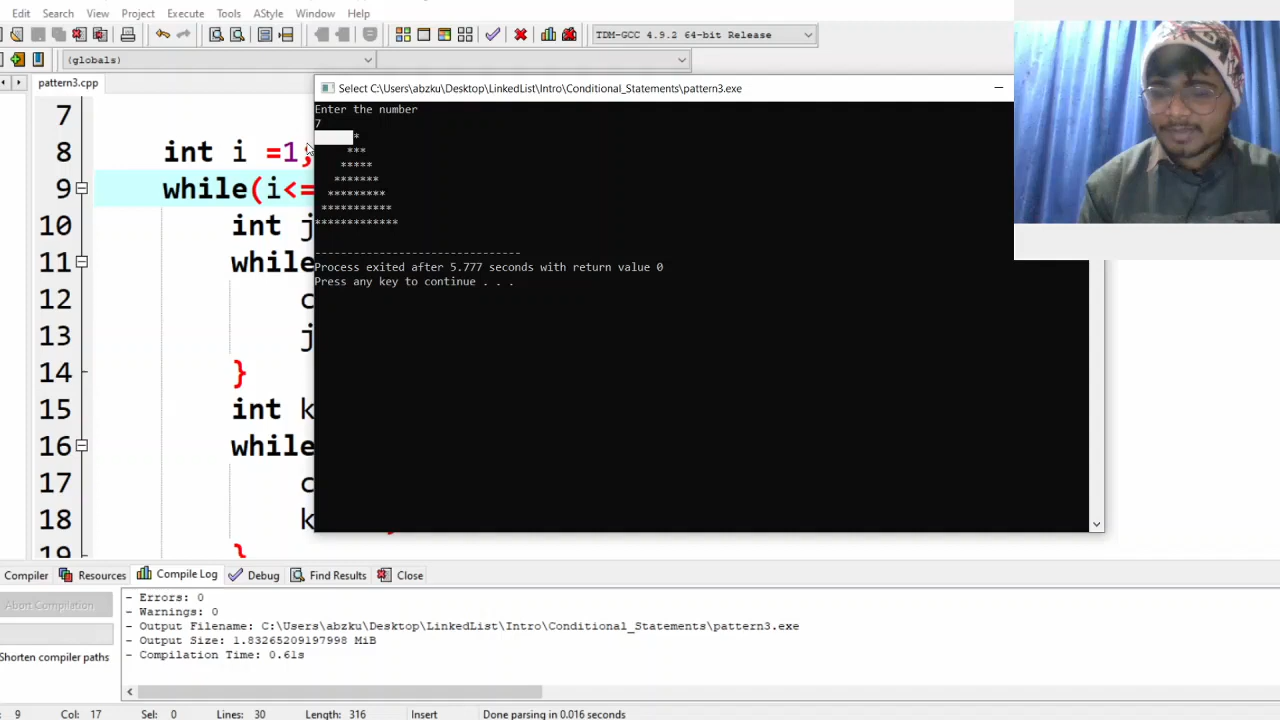 Edit Search View Project Execute Tools AStyle Window Help
TDM-GCC 4.9.2 64-bit Release
(globals)
pattern3.cpp
Select C:\Users\abzku\Desktop\LinkedList\Intro\Conditional_Statements\pattern3.exe
Enter the number
7
*
***
*****
*******
*********
***********
*************
--------------------------------
Process exited after 5.777 seconds with return value 0
Press any key to continue . . .
7
8 int i =1;
9 while(i<=
10 int j
11 while
12 c
13 j
14 }
15 int k
16 while
17 c
18 k
19 }
Compiler Resources Compile Log Debug Find Results Close
Abort Compilation
Shorten compiler paths
- Errors: 0
- Warnings: 0
- Output Filename: C:\Users\abzku\Desktop\LinkedList\Intro\Conditional_Statements\pattern3.exe
- Output Size: 1.83265209197998 MiB
- Compilation Time: 0.61s
9 Col: 17 Sel: 0 Lines: 30 Length: 316 Insert Done parsing in 0.016 seconds